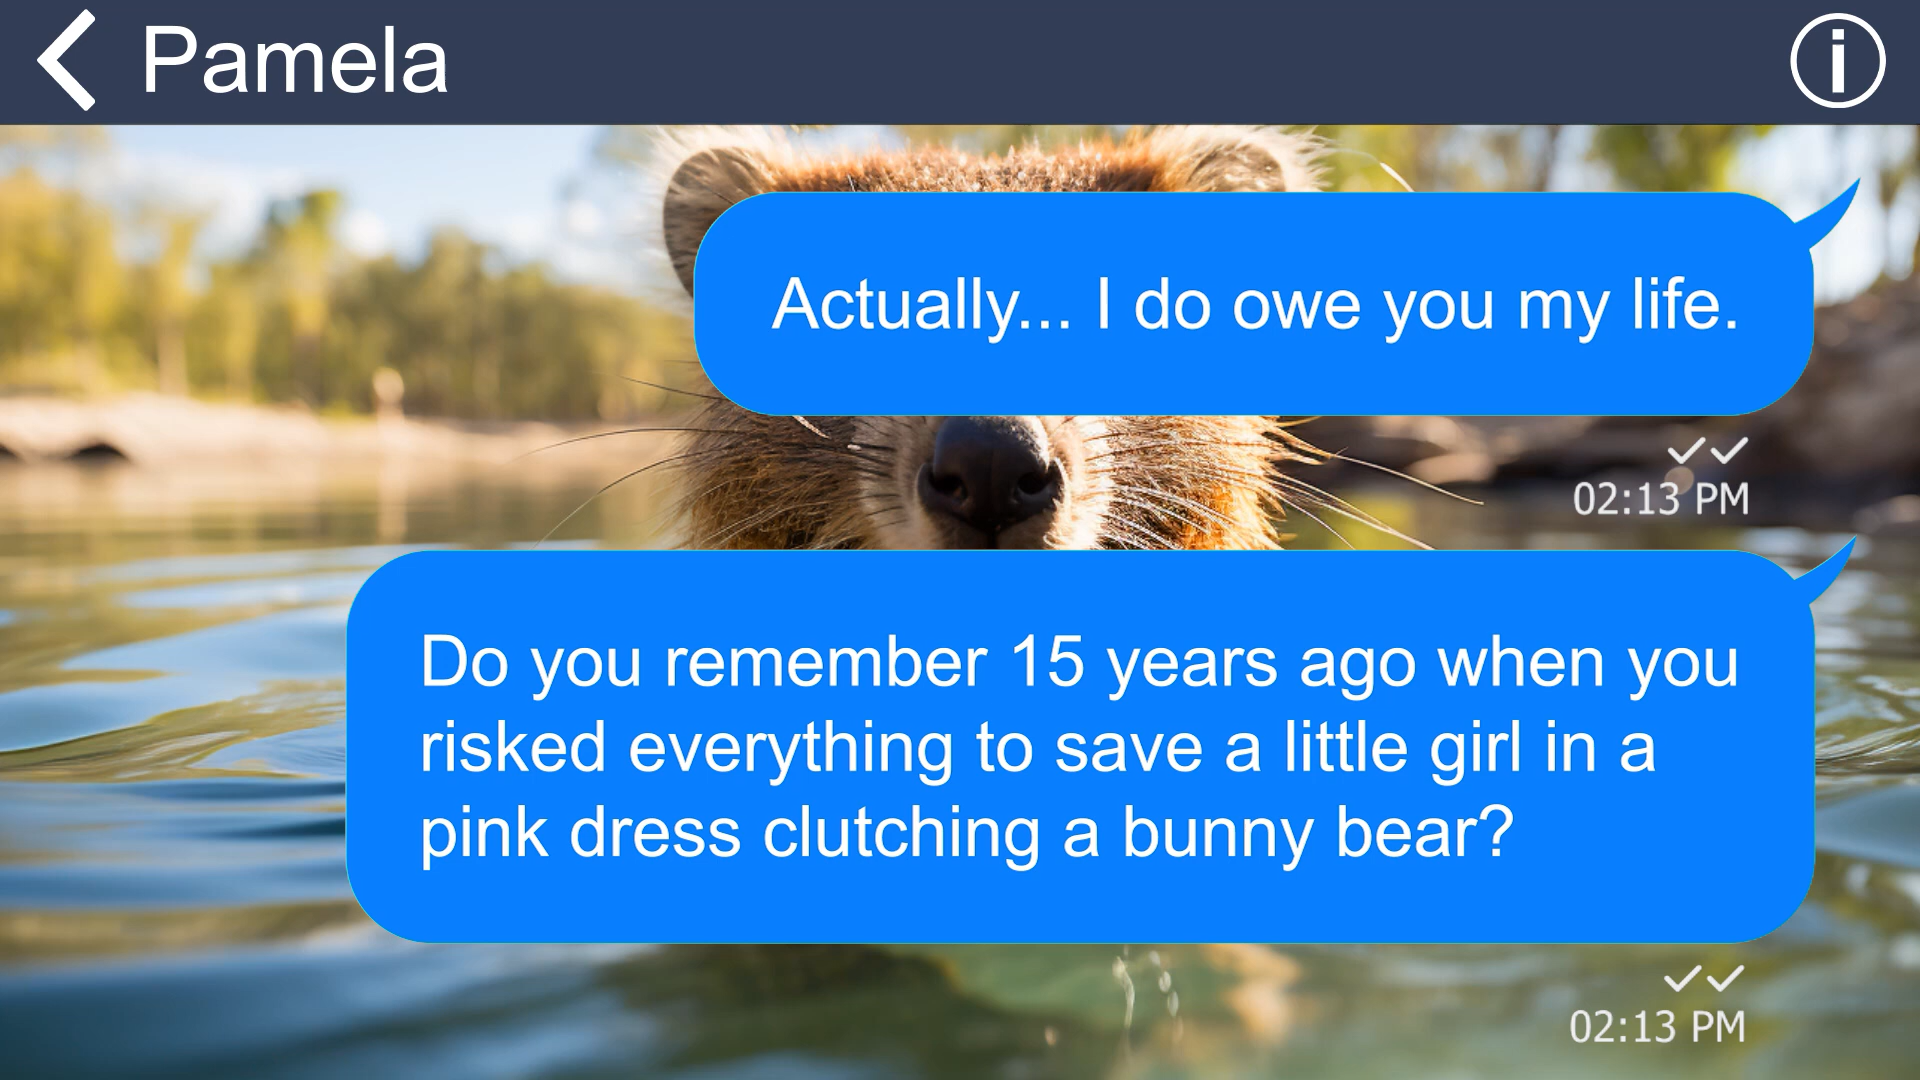 Pamela
Actually... I do owe you my life.
02:13 PM
Do you remember 15 years ago when you
risked everything to save a little girl in a
pink dress clutching a bunny bear?
02:13 PM